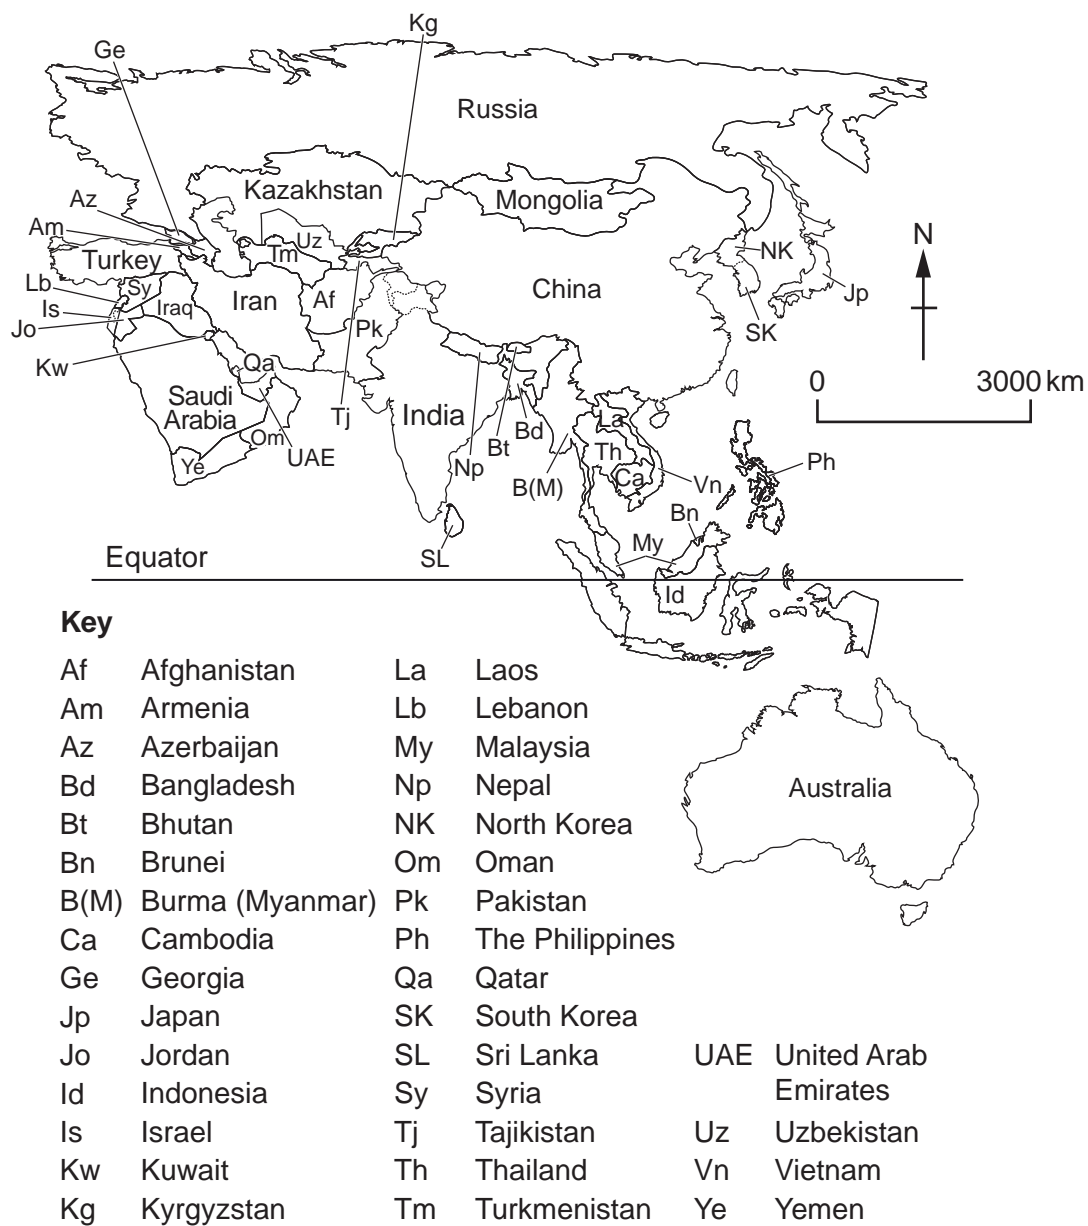 Kg
Ge
Russia
Kazakhstan
Mongolia
Az
Am
Uz
N
Tm
NK
Turkey
Lb
Sy
Iran
Af
China
Jp
Is
Iraq
Jo
Pk
SK
Kw
Qa
0 3000 km
Saudi
Arabia
Tj
India
La
Bd
Om
UAE
Bt
Th
Ye
Np
Ca
Ph
B(M)
Vn
Bn
SL
My
Equator
Id
Key
Af Afghanistan La Laos
Am Armenia Lb Lebanon
Az Azerbaijan My Malaysia
Bd Bangladesh Np Nepal
Australia
Bt Bhutan NK North Korea
Bn Brunei Om Oman
B(M) Burma (Myanmar) Pk Pakistan
Ca Cambodia Ph The Philippines
Ge Georgia Qa Qatar
Jp Japan SK South Korea
Jo Jordan SL Sri Lanka UAE United Arab
Emirates
Id Indonesia Sy Syria
Is Israel Tj Tajikistan Uz Uzbekistan
Kw Kuwait Th Thailand Vn Vietnam
Kg Kyrgyzstan Tm Turkmenistan Ye Yemen